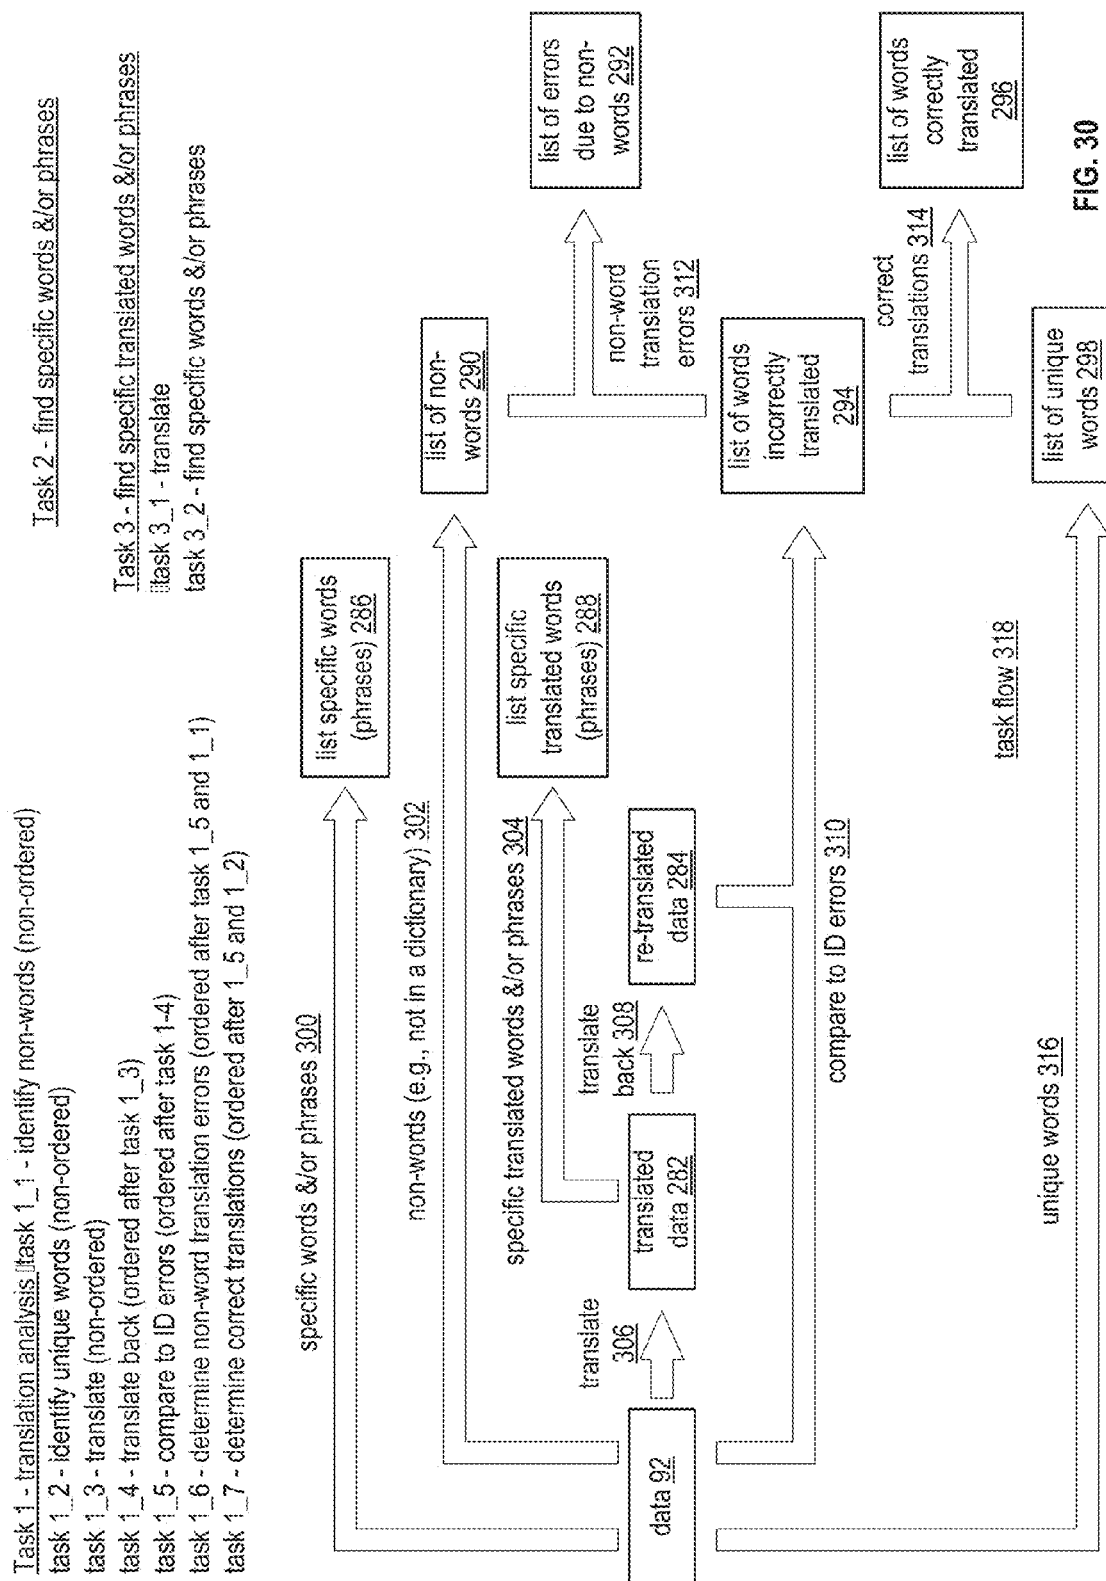 Task 1 - translation analysis task 1_1 - identify non-words (non-ordered)
task 1_2 - identify unique words (non-ordered)
task 1_3 - translate (non-ordered)
task 1_4 - translate back (ordered after task 1_3)
task 1_5 - compare to ID errors (ordered after task 1-4)
task 1_6 - determine non-word translation errors (ordered after task 1_5 and 1_1)
task 1_7 - determine correct translations (ordered after 1_5 and 1_2)
Task 2 - find specific words &/or phrases
Task 3 - find specific translated words &/or phrases
task 3_1 - translate
task 3_2 - find specific words &/or phrases
specific words &/or phrases 300
list specific words
(phrases) 286
non-words (e.g., not in a dictionary) 302
list of non-
words 290
specific translated words &/or phrases 304
list specific
translated words
(phrases) 288
list of errors
due to non-
words 292
non-word
translation
errors 312
data 92
translate
306
translated
data 282
translate
back 308
re-translated
data 284
compare to ID errors 310
list of words
incorrectly
translated
294
correct
translations 314
list of words
correctly
translated
296
unique words 316
task flow 318
list of unique
words 298
FIG. 30